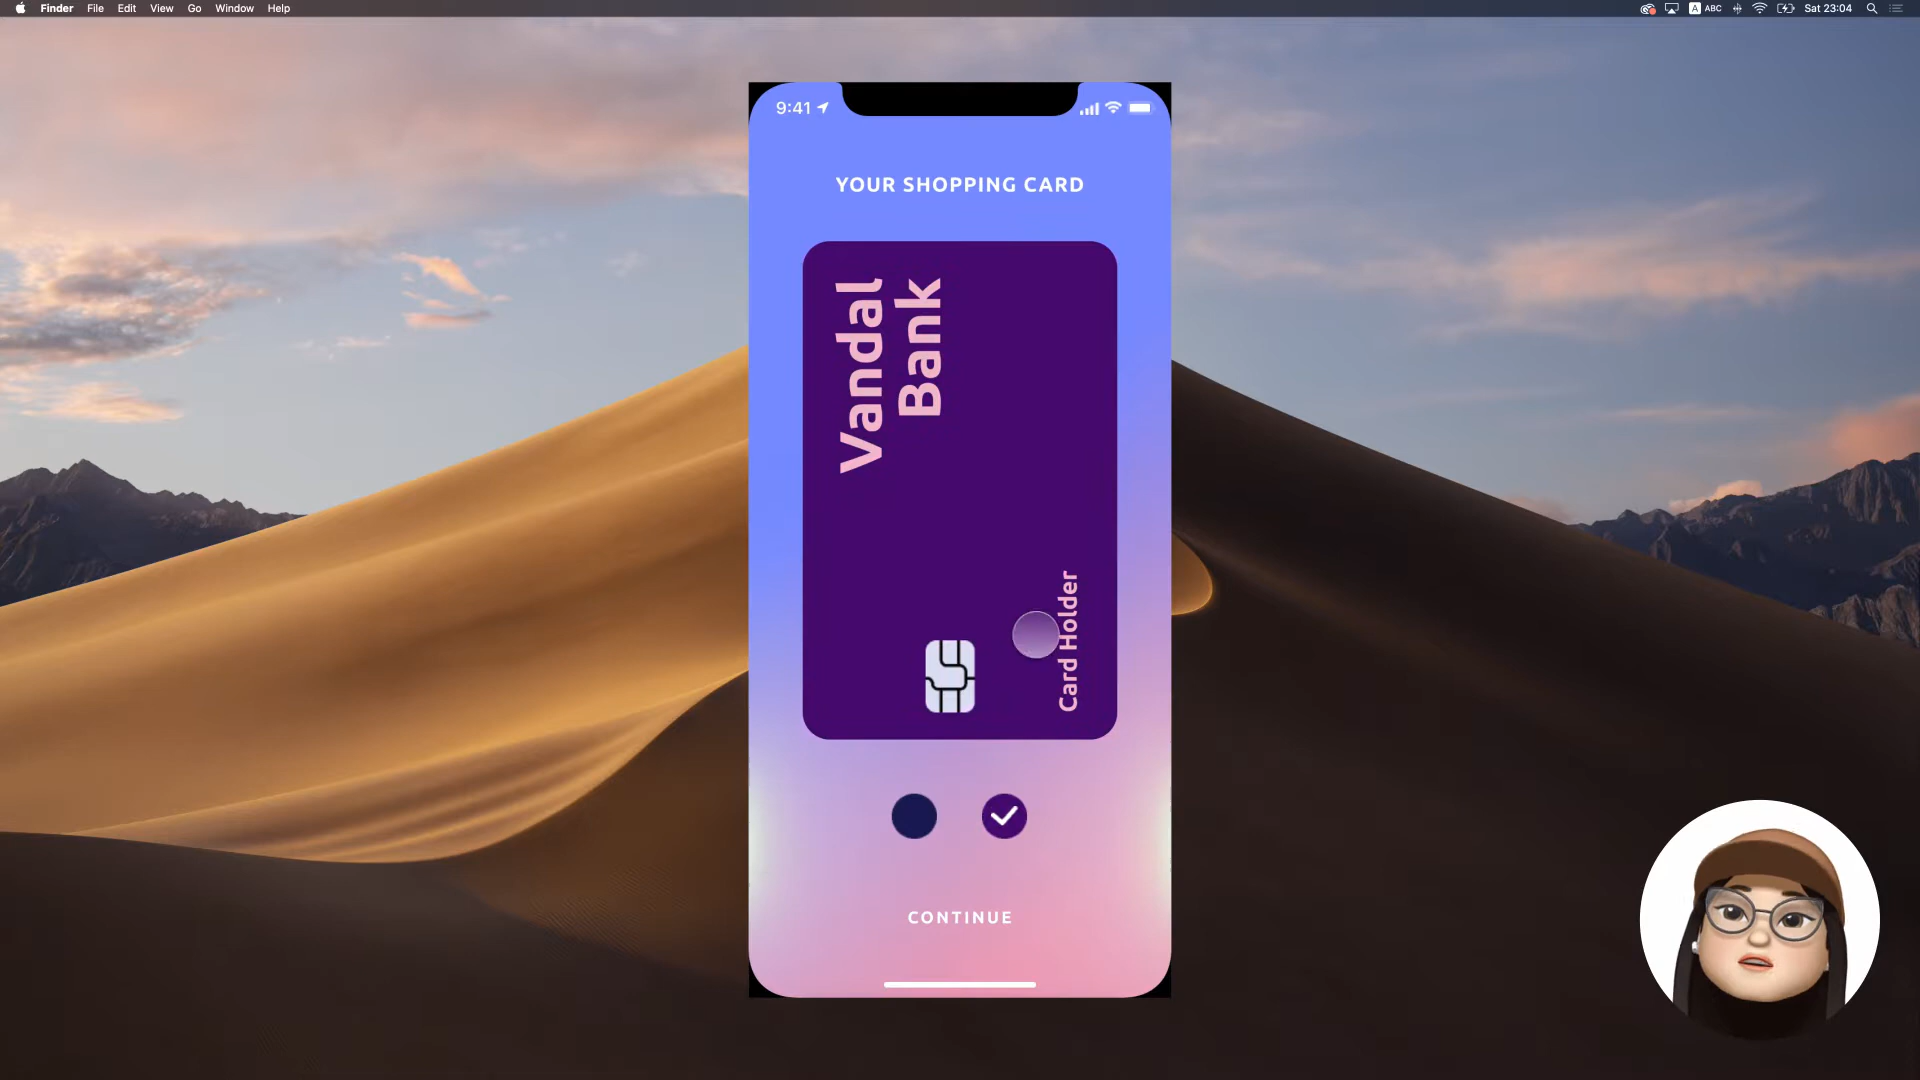 Finder File Edit View Go Window Help
A ABC Sat 23:04
9:41
YOUR SHOPPING CARD
Vandal
Bank
Card Holder
CONTINUE